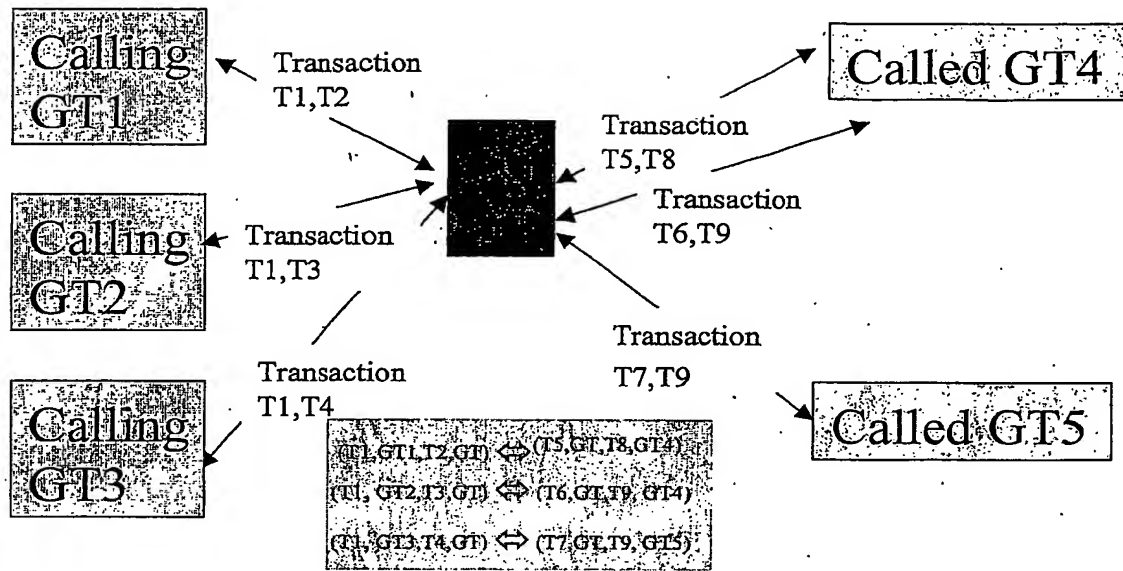 Calling
GT1
Transaction
T1,T2
Called GT4
Transaction
T5,T8
Calling
GT2
Transaction
T1,T3
Transaction
T6,T9
Calling
GT3
Transaction
T1,T4
Transaction
T7,T9
Called GT5
(T1,GT1,T2,GT) ⇔ (T5,GT,T8,GT4)
(T1, GT2,T3,GT) ⇔ (T6,GT,T9, GT4)
(T1, GT3,T4,GT) ⇔ (T7,GT,T9, GT5)